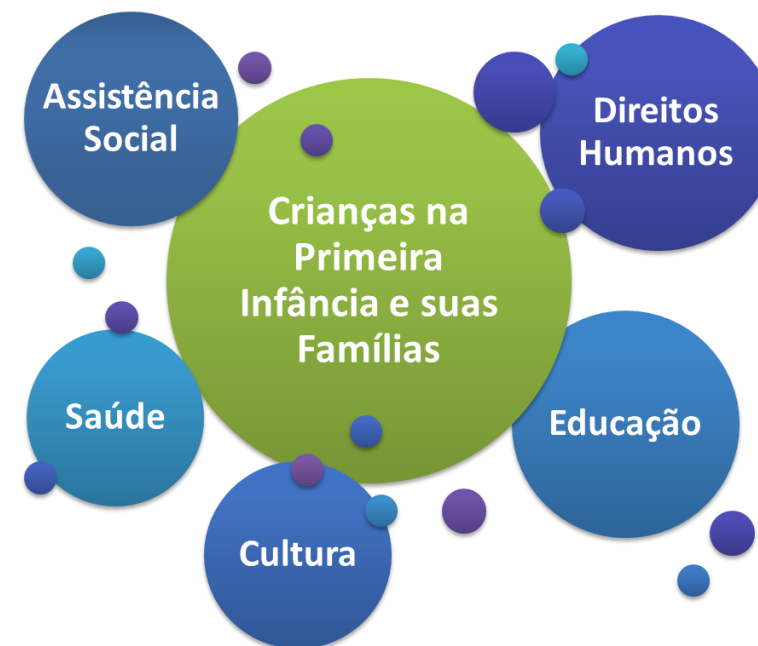 Assistência
Social
Direitos
Humanos
Crianças na
Primeira
Infância e suas
Famílias
Saúde
Educação
Cultura